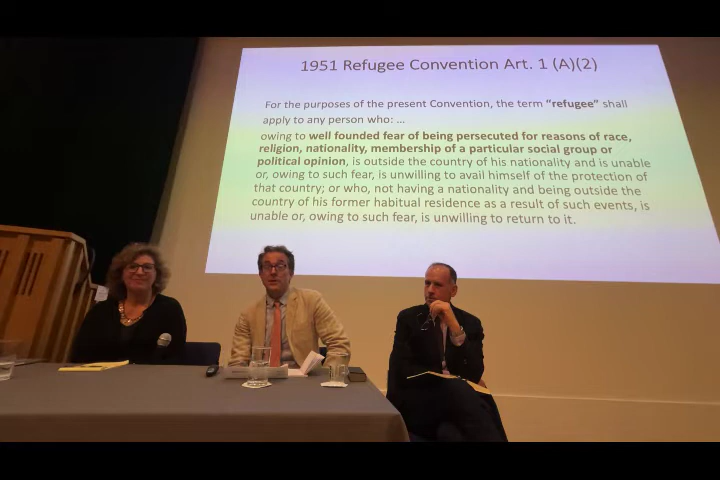 1951 Refugee Convention Art. 1 (A)(2)
For the purposes of the present Convention, the term “refugee” shall
apply to any person who: ...
owing to well founded fear of being persecuted for reasons of race,
religion, nationality, membership of a particular social group or
political opinion, is outside the country of his nationality and is unable
or, owing to such fear, is unwilling to avail himself of the protection of
that country; or who, not having a nationality and being outside the
country of his former habitual residence as a result of such events, is
unable or, owing to such fear, is unwilling to return to it.